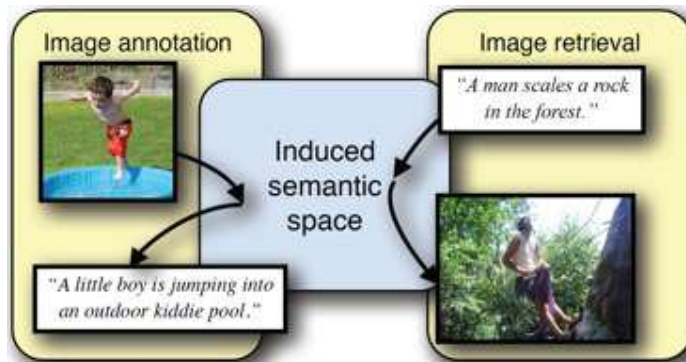 Image annotation
Image retrieval
"A man scales a rock
in the forest."
Induced
semantic
space
"A little boy is jumping into
an outdoor kiddie pool."